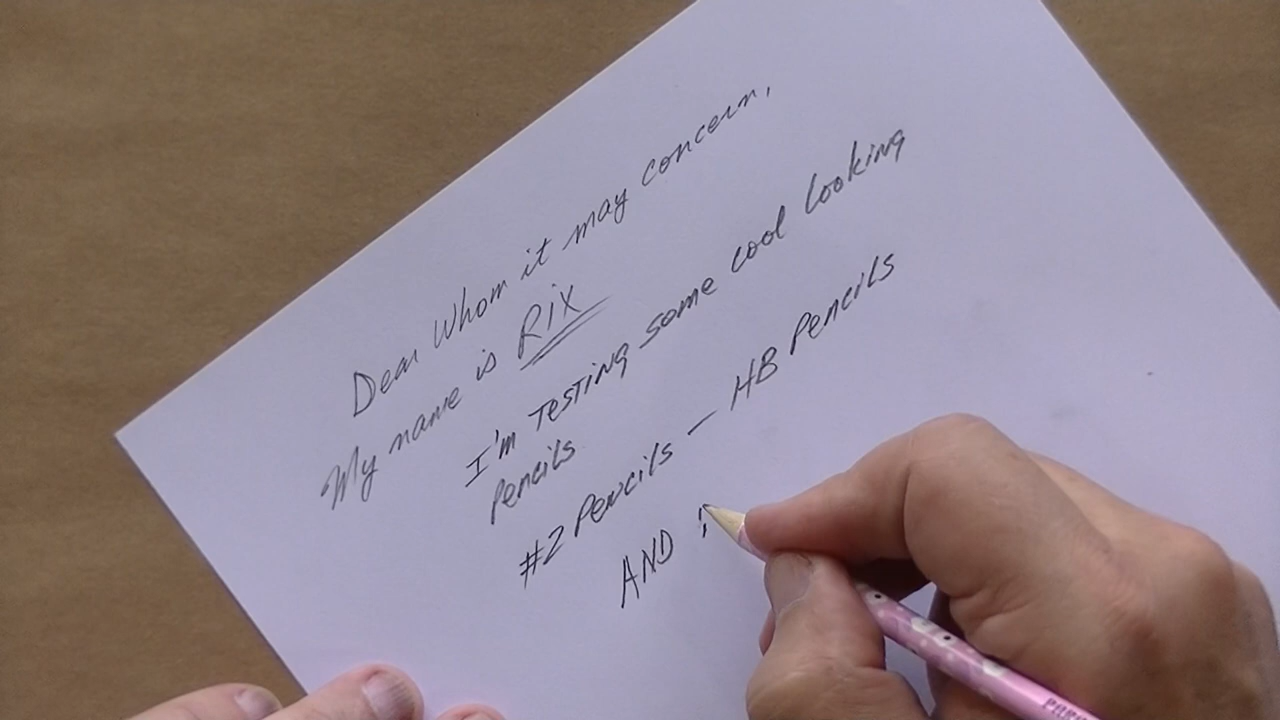 Dear Whom it may concern,
My name is RIX
I'm TESTING some cool looking
Pencils
#2 Pencils — HB Pencils
AND